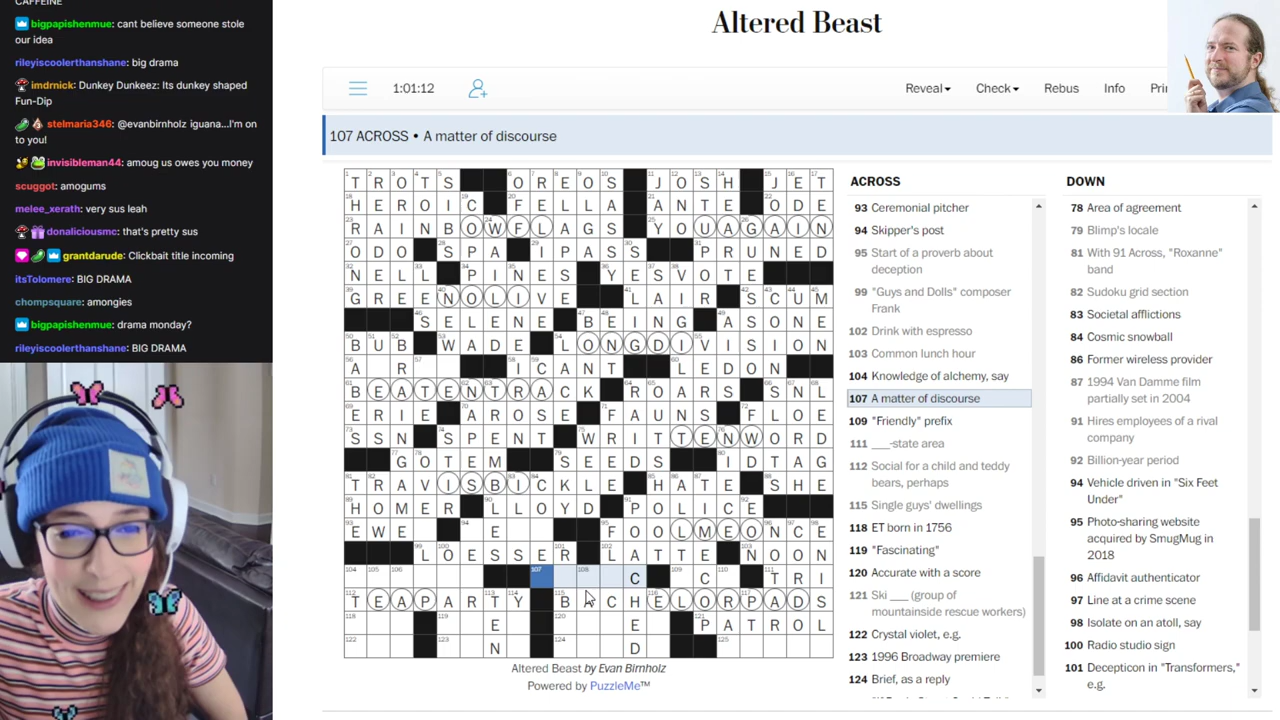 CAFFEINE
bigpapishenmue: cant believe someone stole
our idea
rileyiscoolerthanshane: big drama
imdrnick: Dunkey Dunkeez: Its dunkey shaped
Fun-Dip
stelmaria346: @evanbirnholz iguana...I'm on
to you!
invisibleman44: amoug us owes you money
scuggot: amogums
melee_xerath: very sus leah
donaliciousmc: that's pretty sus
grantdarude: Clickbait title incoming
itsTolomere: BIG DRAMA
chompsquare: amongies
bigpapishenmue: drama monday?
rileyiscoolerthanshane: BIG DRAMA
Altered Beast
1:01:12
Reveal
Check
Rebus
Info
Pri
107 ACROSS • A matter of discourse
T R O T S O R E O S J O S H J E T
H E R O I C F E L L A A N T E O D E
R A I N B O W F L A G S Y O U A G A I N
O D O S P A I P A S S P R U N E D
N E L L P I N E S Y E S V O T E
G R E E N O L I V E L A I R S C U M
S E L E N E B E I N G A S O N E
B U B W A D E L O N G D I V I S I O N
A R I C A N T L E D O N
B E A T E N T R A C K R O A R S S N L
E R I E A R O S E F A U N S F L O E
S S N S P E N T W R I T T E N W O R D
G O T E M S E E D S I D T A G
T R A V I S B I C K L E H A T E S H E
H O M E R L L O Y D P O L I C E
E W E E F O O L M E O N C E
L O E S S E R L A T T E N O O N
C C T R I
T E A P A R T Y B C H E L O R P A D S
E E P A T R O L
N D
Altered Beast by Evan Birnholz
Powered by PuzzleMe™
ACROSS
93 Ceremonial pitcher
94 Skipper's post
95 Start of a proverb about
deception
99 "Guys and Dolls" composer
Frank
102 Drink with espresso
103 Common lunch hour
104 Knowledge of alchemy, say
107 A matter of discourse
109 "Friendly" prefix
111 ___-state area
112 Social for a child and teddy
bears, perhaps
115 Single guys' dwellings
118 ET born in 1756
119 "Fascinating"
120 Accurate with a score
121 Ski ___ (group of
mountainside rescue workers)
122 Crystal violet, e.g.
123 1996 Broadway premiere
124 Brief, as a reply
DOWN
78 Area of agreement
79 Blimp's locale
81 With 91 Across, "Roxanne"
band
82 Sudoku grid section
83 Societal afflictions
84 Cosmic snowball
86 Former wireless provider
87 1994 Van Damme film
partially set in 2004
91 Hires employees of a rival
company
92 Billion-year period
94 Vehicle driven in "Six Feet
Under"
95 Photo-sharing website
acquired by SmugMug in
2018
96 Affidavit authenticator
97 Line at a crime scene
98 Isolate on an atoll, say
100 Radio studio sign
101 Decepticon in "Transformers,"
e.g.